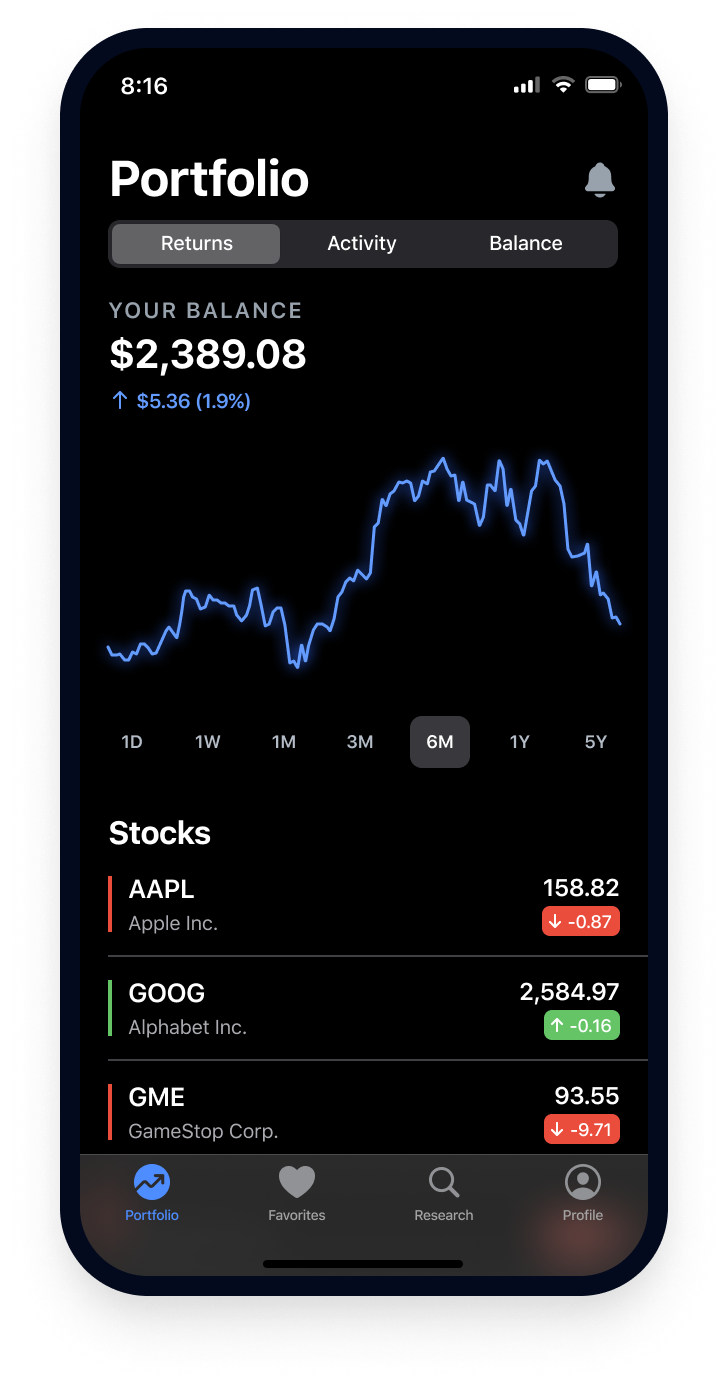 8:16
Portfolio
Returns Activity Balance
YOUR BALANCE
$2,389.08
↑ $5.36 (1.9%)
1D 1W 1M 3M 6M 1Y 5Y
Stocks
AAPL 158.82
Apple Inc. ↓ -0.87
GOOG 2,584.97
Alphabet Inc. ↑ -0.16
GME 93.55
GameStop Corp. ↓ -9.71
Portfolio Favorites Research Profile